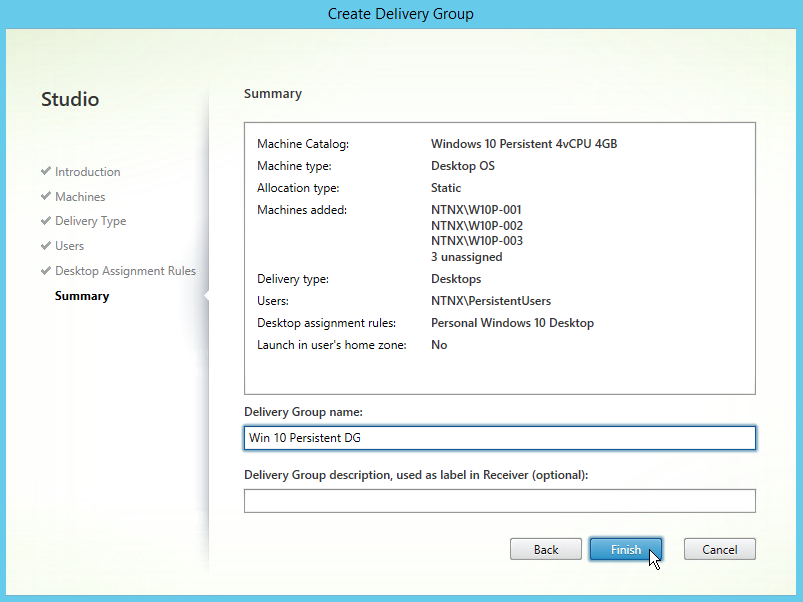 Create Delivery Group
Studio
Introduction
Machines
Delivery Type
Users
Desktop Assignment Rules
Summary
Summary
Machine Catalog: Windows 10 Persistent 4vCPU 4GB
Machine type: Desktop OS
Allocation type: Static
Machines added: NTNX\W10P-001
NTNX\W10P-002
NTNX\W10P-003
3 unassigned
Delivery type: Desktops
Users: NTNX\PersistentUsers
Desktop assignment rules: Personal Windows 10 Desktop
Launch in user's home zone: No
Delivery Group name:
Win 10 Persistent DG
Delivery Group description, used as label in Receiver (optional):
Back Finish Cancel